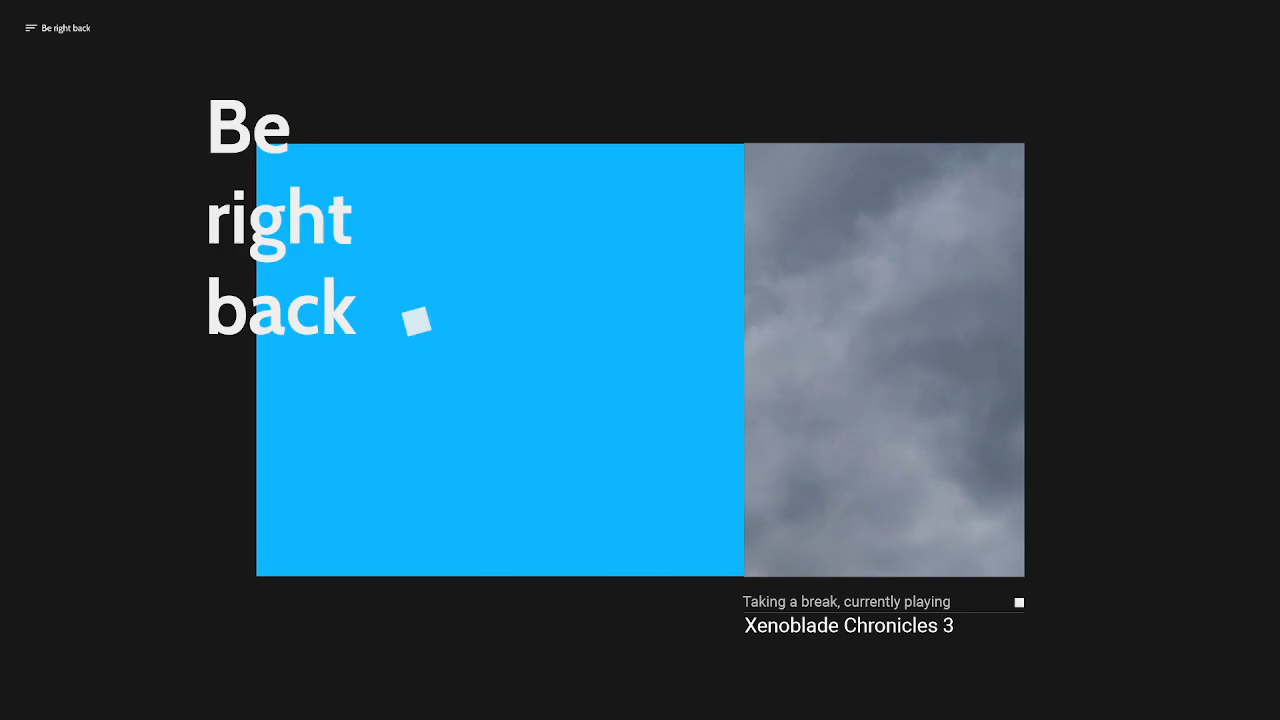 Be right back
Be
right
back
Taking a break, currently playing
Xenoblade Chronicles 3